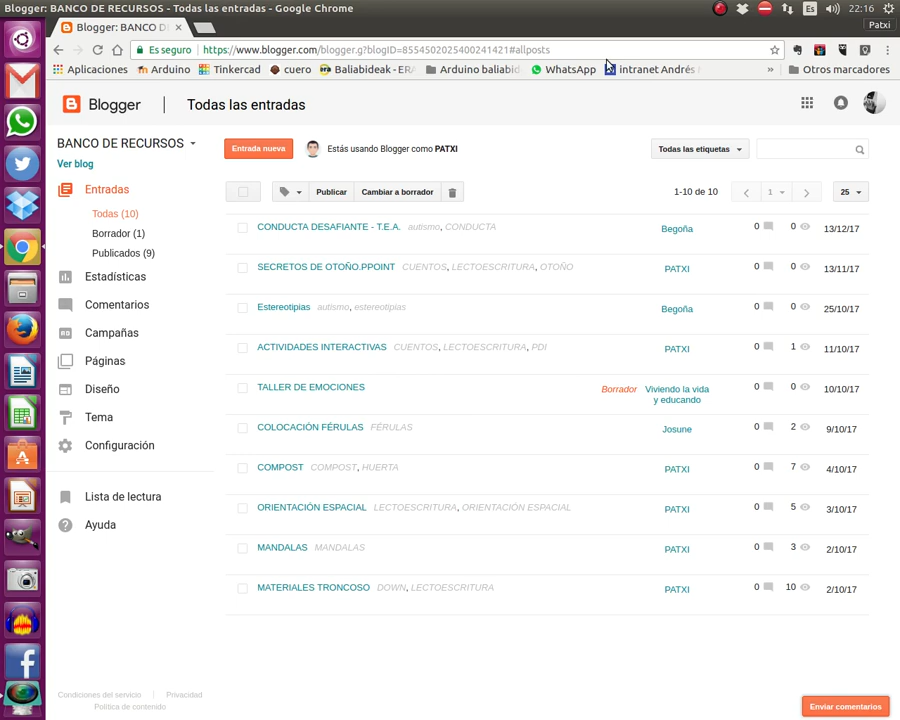 Blogger: BANCO DE RECURSOS - Todas las entradas - Google Chrome
Es
22:16
Blogger: BANCO D
Patxi
Es seguro
https://www.blogger.com/blogger.g?blogID=8554502025400241421#allposts
Aplicaciones
Arduino
Tinkercad
cuero
Baliabideak - ERA
Arduino baliabid
WhatsApp
intranet Andrés
»
Otros marcadores
Blogger
Todas las entradas
BANCO DE RECURSOS
Entrada nueva
Estás usando Blogger como PATXI
Todas las etiquetas
Ver blog
Publicar
Cambiar a borrador
1-10 de 10
1
25
Entradas
Todas (10)
Borrador (1)
Publicados (9)
Estadísticas
Comentarios
Campañas
Páginas
Diseño
Tema
Configuración
Lista de lectura
Ayuda
CONDUCTA DESAFIANTE - T.E.A. autismo, CONDUCTA Begoña 0 0 13/12/17
SECRETOS DE OTOÑO.PPOINT CUENTOS, LECTOESCRITURA, OTOÑO PATXI 0 0 13/11/17
Estereotipias autismo, estereotipias Begoña 0 0 25/10/17
ACTIVIDADES INTERACTIVAS CUENTOS, LECTOESCRITURA, PDI PATXI 0 1 11/10/17
TALLER DE EMOCIONES Borrador Viviendo la vida 0 0 10/10/17
y educando
COLOCACIÓN FÉRULAS FÉRULAS Josune 0 2 9/10/17
COMPOST COMPOST, HUERTA PATXI 0 7 4/10/17
ORIENTACIÓN ESPACIAL LECTOESCRITURA, ORIENTACIÓN ESPACIAL PATXI 0 5 3/10/17
MANDALAS MANDALAS PATXI 0 3 2/10/17
MATERIALES TRONCOSO DOWN, LECTOESCRITURA PATXI 0 10 2/10/17
Condiciones del servicio
Privacidad
Política de contenido
Enviar comentarios